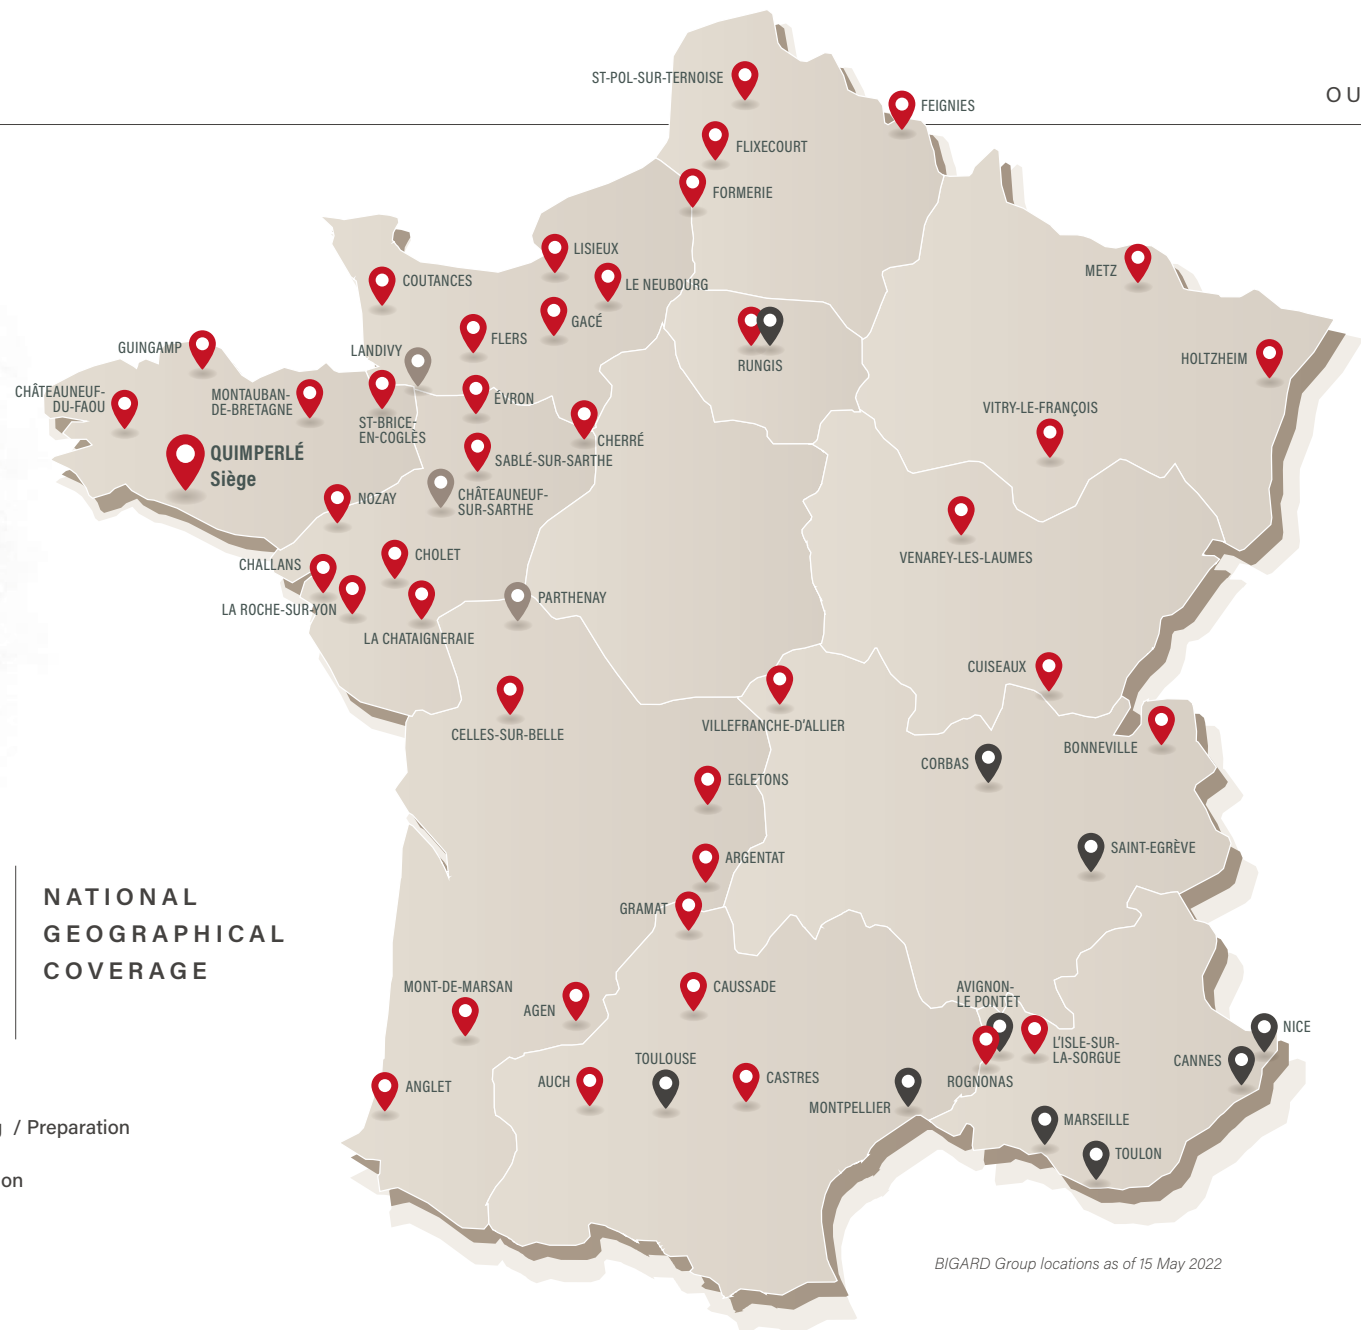 OU
ST-POL-SUR-TERNOISE
FEIGNIES
FLIXECOURT
FORMERIE
LISIEUX
METZ
COUTANCES
LE NEUBOURG
GACÉ
FLERS
GUINGAMP
LANDIVY
HOLTZHEIM
RUNGIS
CHÂTEAUNEUF-
DU-FAOU
MONTAUBAN-
DE-BRETAGNE
ÉVRON
VITRY-LE-FRANÇOIS
ST-BRICE-
EN-COGLÈS
CHERRÉ
QUIMPERLÉ
Siège
SABLÉ-SUR-SARTHE
NOZAY
CHÂTEAUNEUF-
SUR-SARTHE
CHOLET
VENAREY-LES-LAUMES
CHALLANS
PARTHENAY
LA ROCHE-SUR-YON
LA CHATAIGNERAIE
CUISEAUX
VILLEFRANCHE-D'ALLIER
CELLES-SUR-BELLE
BONNEVILLE
CORBAS
EGLETONS
SAINT-EGRÈVE
ARGENTAT
NATIONAL
GEOGRAPHICAL
COVERAGE
GRAMAT
MONT-DE-MARSAN
CAUSSADE
AVIGNON-
LE PONTET
AGEN
NICE
L'ISLE-SUR-
LA-SORGUE
TOULOUSE
CANNES
ANGLET
AUCH
CASTRES
ROGNONAS
MONTPELLIER
MARSEILLE
/ Preparation
TOULON
on
BIGARD Group locations as of 15 May 2022